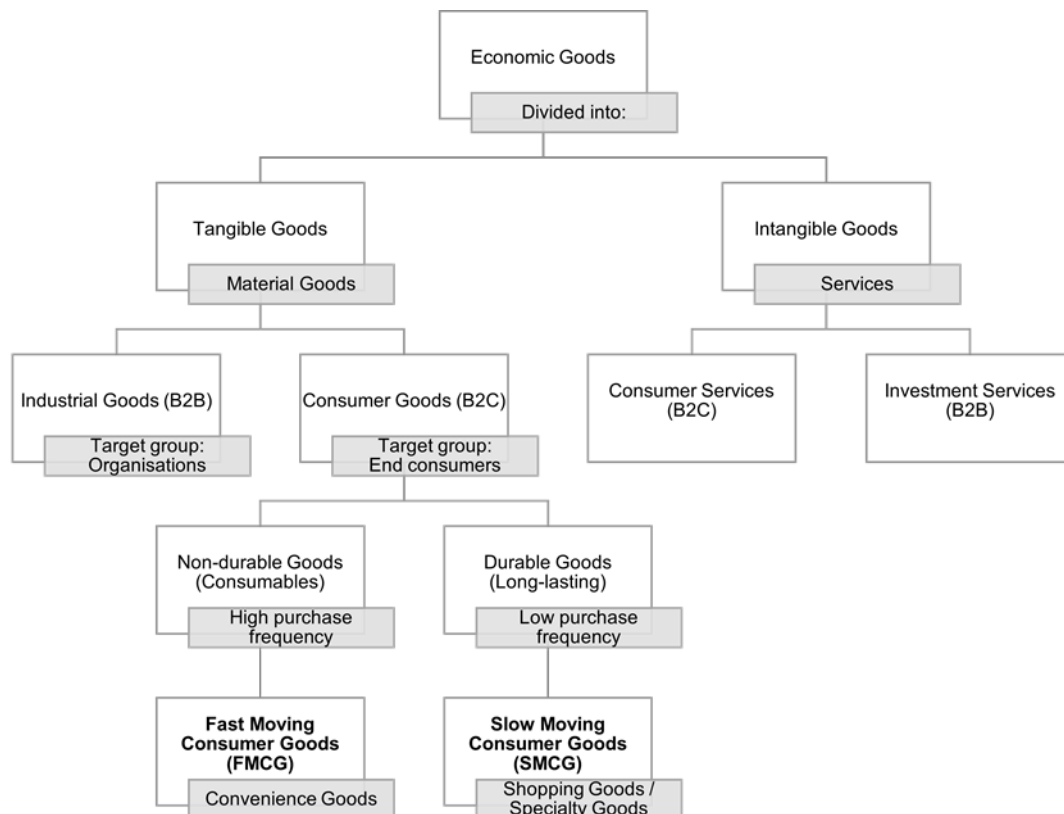 Economic Goods
Divided into:
Tangible Goods
Material Goods
Intangible Goods
Services
Industrial Goods (B2B)
Target group:
Organisations
Consumer Goods (B2C)
Target group:
End consumers
Consumer Services
(B2C)
Investment Services
(B2B)
Non-durable Goods
(Consumables)
High purchase
frequency
Durable Goods
(Long-lasting)
Low purchase
frequency
Fast Moving
Consumer Goods
(FMCG)
Convenience Goods
Slow Moving
Consumer Goods
(SMCG)
Shopping Goods /
Specialty Goods